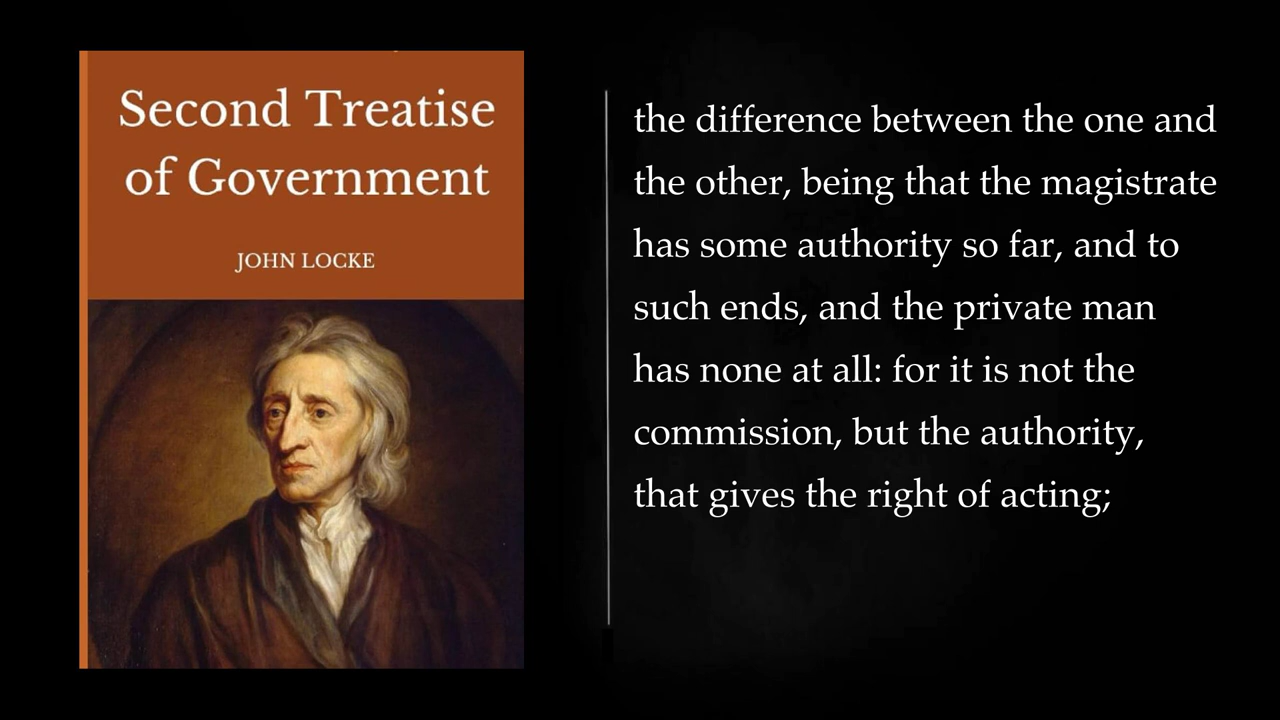 Second Treatise
of Government
JOHN LOCKE
the difference between the one and
the other, being that the magistrate
has some authority so far, and to
such ends, and the private man
has none at all: for it is not the
commission, but the authority,
that gives the right of acting;